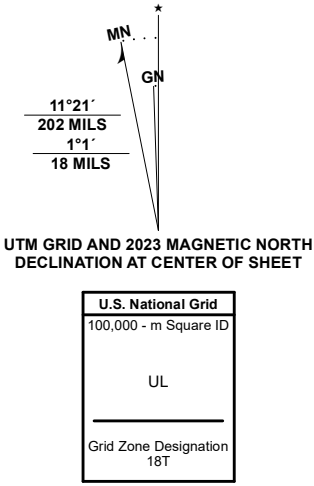 MN
GN
11°21´
202 MILS
1°1´
18 MILS
UTM GRID AND 2023 MAGNETIC NORTH
DECLINATION AT CENTER OF SHEET
U.S. National Grid
100,000 - m Square ID
UL
Grid Zone Designation
18T